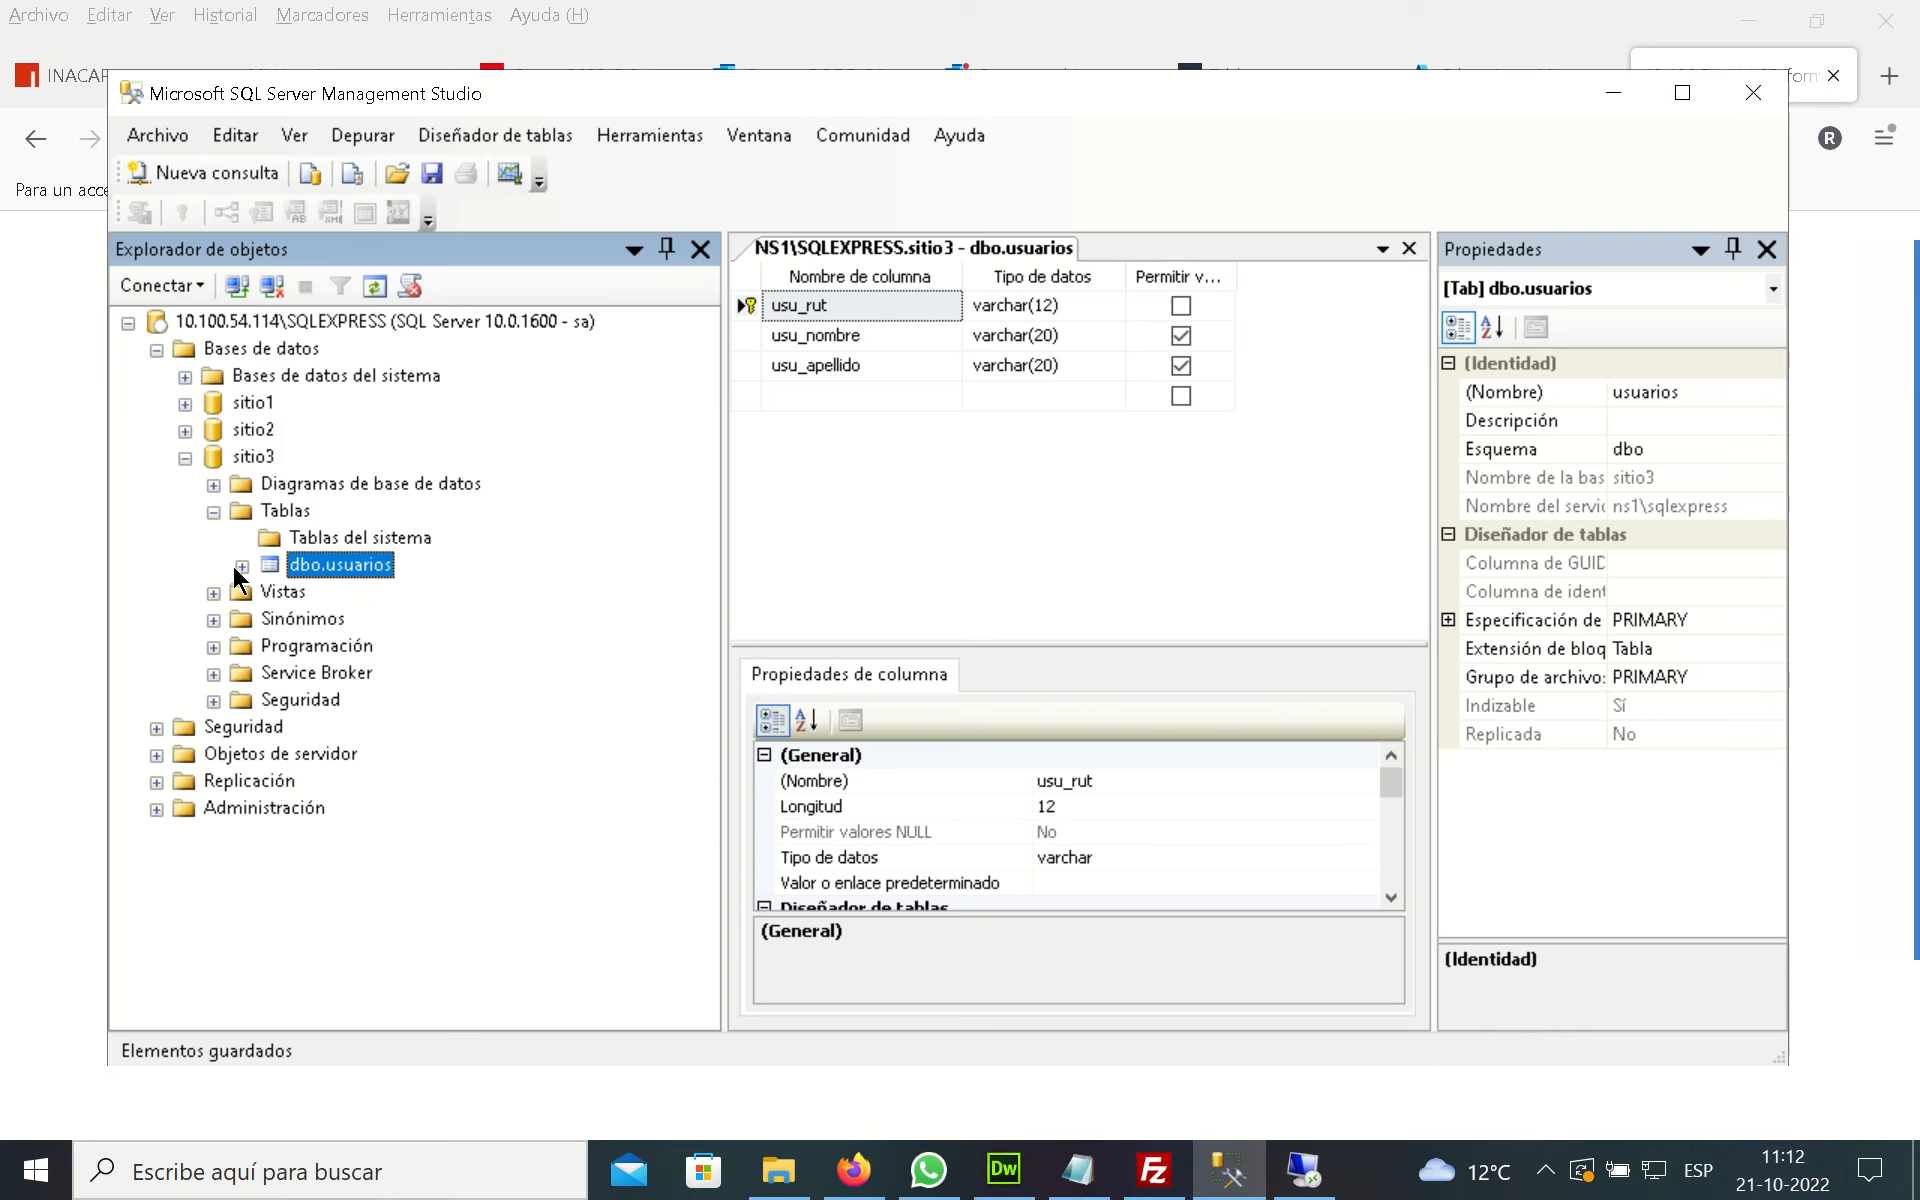 Archivo Editar Ver Historial Marcadores Herramientas Ayuda (H)
INACAP
form
Para un acce
R
Microsoft SQL Server Management Studio
Archivo Editar Ver Depurar Diseñador de tablas Herramientas Ventana Comunidad Ayuda
Nueva consulta
Explorador de objetos
Conectar
10.100.54.114\SQLEXPRESS (SQL Server 10.0.1600 - sa)
Bases de datos
Bases de datos del sistema
sitio1
sitio2
sitio3
Diagramas de base de datos
Tablas
Tablas del sistema
dbo.usuarios
Vistas
Sinónimos
Programación
Service Broker
Seguridad
Seguridad
Objetos de servidor
Replicación
Administración
NS1\SQLEXPRESS.sitio3 - dbo.usuarios
Nombre de columna Tipo de datos Permitir v...
usu_rut varchar(12)
usu_nombre varchar(20)
usu_apellido varchar(20)
Propiedades de columna
(General)
(Nombre) usu_rut
Longitud 12
Permitir valores NULL No
Tipo de datos varchar
Valor o enlace predeterminado
Diseñador de tablas
(General)
Propiedades
[Tab] dbo.usuarios
(Identidad)
(Nombre) usuarios
Descripción
Esquema dbo
Nombre de la bas sitio3
Nombre del servic ns1\sqlexpress
Diseñador de tablas
Columna de GUID
Columna de ident
Especificación de PRIMARY
Extensión de bloq Tabla
Grupo de archivo: PRIMARY
Indizable Sí
Replicada No
(Identidad)
Elementos guardados
Escribe aquí para buscar
Dw
Fz
12°C
ESP
11:12
21-10-2022